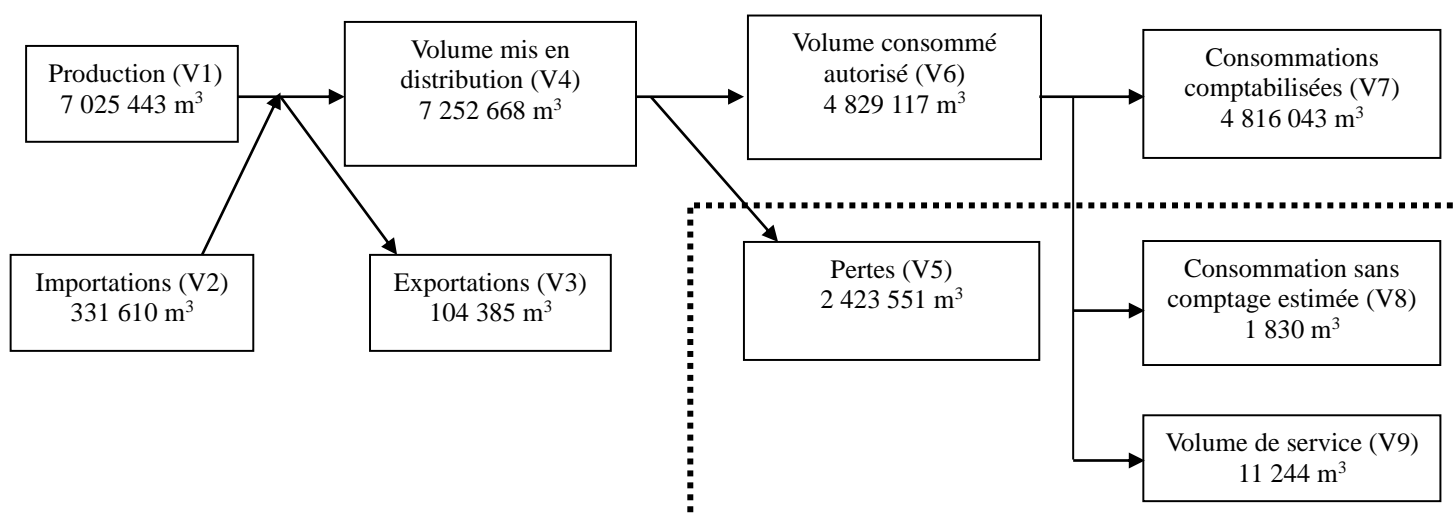 Production (V1)
7 025 443 m³
Volume mis en
distribution (V4)
7 252 668 m³
Volume consommé
autorisé (V6)
4 829 117 m³
Consommations
comptabilisées (V7)
4 816 043 m³
Importations (V2)
331 610 m³
Exportations (V3)
104 385 m³
Pertes (V5)
2 423 551 m³
Consommation sans
comptage estimée (V8)
1 830 m³
Volume de service (V9)
11 244 m³